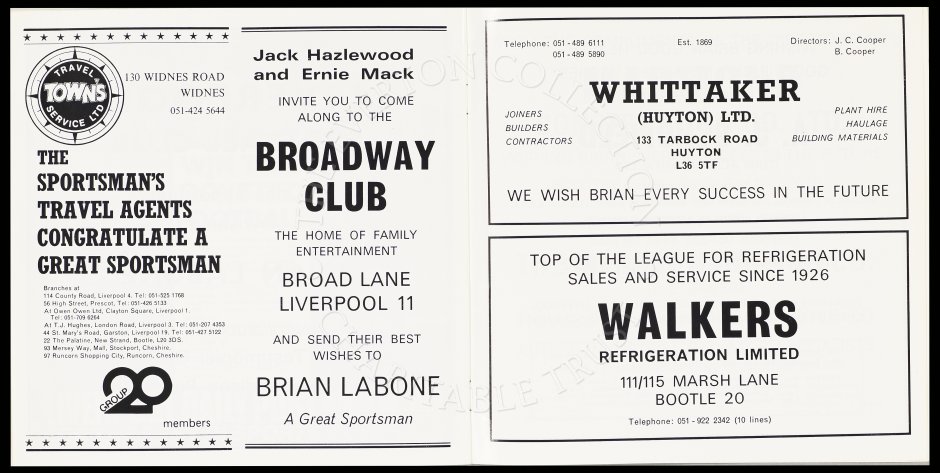 TRAVEL
TOWN'S
SERVICE LTD
130 WIDNES ROAD
WIDNES
051-424 5644
THE
SPORTSMAN'S
TRAVEL AGENTS
CONGRATULATE A
GREAT SPORTSMAN
Branches at
114 County Road, Liverpool 4. Tel: 051-525 1768
56 High Street, Prescot, Tel: 051-426 5133
At Owen Owen Ltd, Clayton Square, Liverpool 1.
Tel: 051-709 6264
At T.J. Hughes, London Road, Liverpool 3. Tel: 051-207 4353
44 St. Mary's Road, Garston, Liverpool 19. Tel: 051-427 5122
22 The Palatine, New Strand, Bootle, L20 3DS.
93 Mersey Way, Mall, Stockport, Cheshire.
97 Runcorn Shopping City, Runcorn, Cheshire.
GROUP 20
members
Jack Hazlewood
and Ernie Mack
INVITE YOU TO COME
ALONG TO THE
BROADWAY
CLUB
THE HOME OF FAMILY
ENTERTAINMENT
BROAD LANE
LIVERPOOL 11
AND SEND THEIR BEST
WISHES TO
BRIAN LABONE
A Great Sportsman
Telephone: 051-489 6111
051-489 5890
Est. 1869
Directors: J. C. Cooper
B. Cooper
WHITTAKER
(HUYTON) LTD.
JOINERS
BUILDERS
CONTRACTORS
133 TARBOCK ROAD
HUYTON
L36 5TF
PLANT HIRE
HAULAGE
BUILDING MATERIALS
WE WISH BRIAN EVERY SUCCESS IN THE FUTURE
TOP OF THE LEAGUE FOR REFRIGERATION
SALES AND SERVICE SINCE 1926
WALKERS
REFRIGERATION LIMITED
111/115 MARSH LANE
BOOTLE 20
Telephone: 051-922 2342 (10 lines)
EVERTON COLLECTION
CHARITABLE TRUST